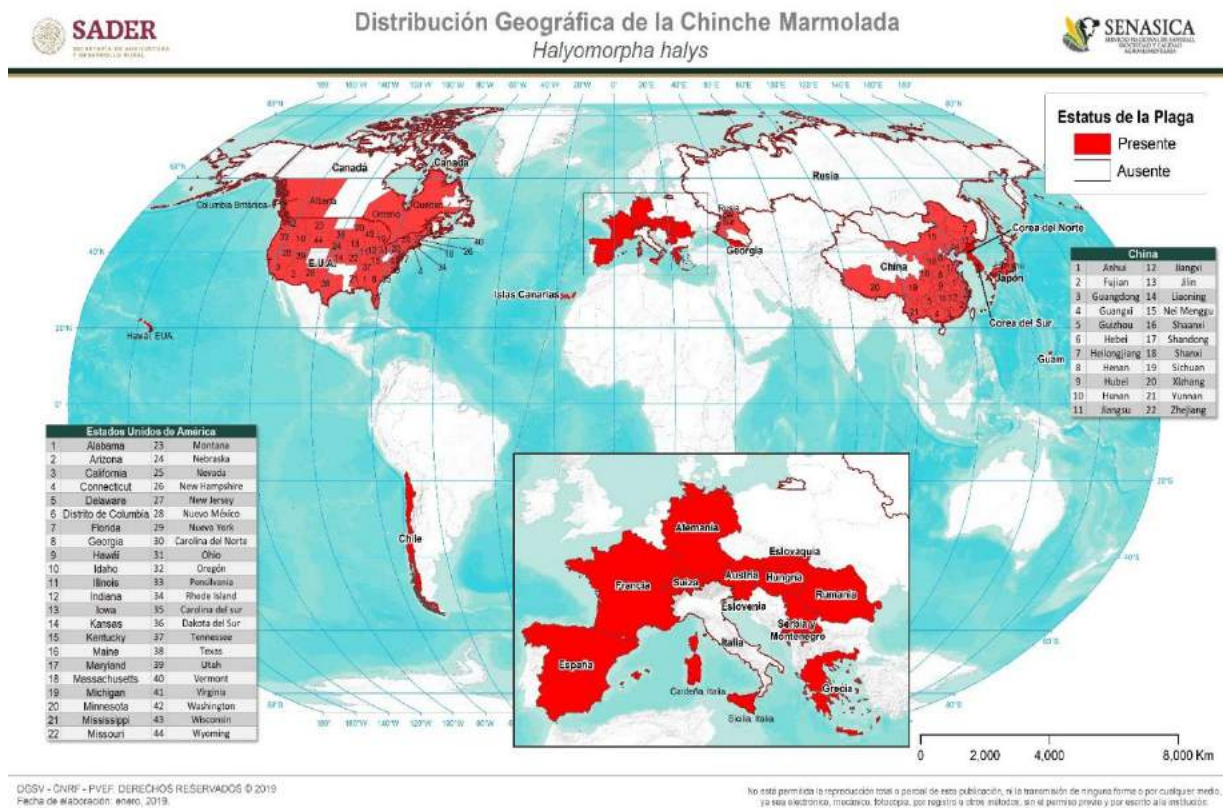 SADER
SECRETARÍA DE AGRICULTURA
Y DESARROLLO RURAL
Distribución Geográfica de la Chinche Marmolada
Halyomorpha halys
SENASICA
SERVICIO NACIONAL DE SANIDAD,
INOCUIDAD Y CALIDAD
AGROALIMENTARIA
Estatus de la Plaga
Presente
Ausente
Canadá
Canada
Columbia Británica
Alberta
Ontario
Quebec
E.U.A.
Hawái, EUA.
Islas Canarias
Chile
Rusia
Rusia
Georgia
China
Corea del Norte
Japón
Corea del Sur
Guam
China
1 Anhui 12 Jiangxi
2 Fujian 13 Jilin
3 Guangdong 14 Liaoning
4 Guangxi 15 Nei Menggu
5 Guizhou 16 Shaanxi
6 Hebei 17 Shandong
7 Heilongjiang 18 Shanxi
8 Henan 19 Sichuan
9 Hubei 20 Xizhang
10 Hunan 21 Yunnan
11 Jiangsu 22 Zhejiang
Estados Unidos de América
1 Alabama 23 Montana
2 Arizona 24 Nebraska
3 California 25 Nevada
4 Connecticut 26 New Hampshire
5 Delaware 27 New Jersey
6 Distrito de Columbia 28 Nuevo México
7 Florida 29 Nuevo York
8 Georgia 30 Carolina del Norte
9 Hawái 31 Ohio
10 Idaho 32 Oregón
11 Illinois 33 Pensilvania
12 Indiana 34 Rhode Island
13 Iowa 35 Carolina del sur
14 Kansas 36 Dakota del Sur
15 Kentucky 37 Tennessee
16 Maine 38 Texas
17 Maryland 39 Utah
18 Massachusetts 40 Vermont
19 Michigan 41 Virginia
20 Minnesota 42 Washington
21 Mississippi 43 Wisconsin
22 Missouri 44 Wyoming
Alemania
Eslovaquia
Francia
Suiza
Austria
Hungria
Rumania
Eslovenia
Serbia y
Montenegro
Italia
España
Cerdeña, Italia
Sicilia, Italia
Grecia
0 2,000 4,000 8,000 Km
DGSV - CNRF - PVEF. DERECHOS RESERVADOS © 2019
Fecha de elaboración: enero, 2019.
No está permitida la reproducción total o parcial de esta publicación, ni la transmisión de ninguna forma o por cualquier medio,
ya sea electrónico, mecánico, fotocopia, por registro u otros métodos, sin el permiso previo y por escrito a la institución.